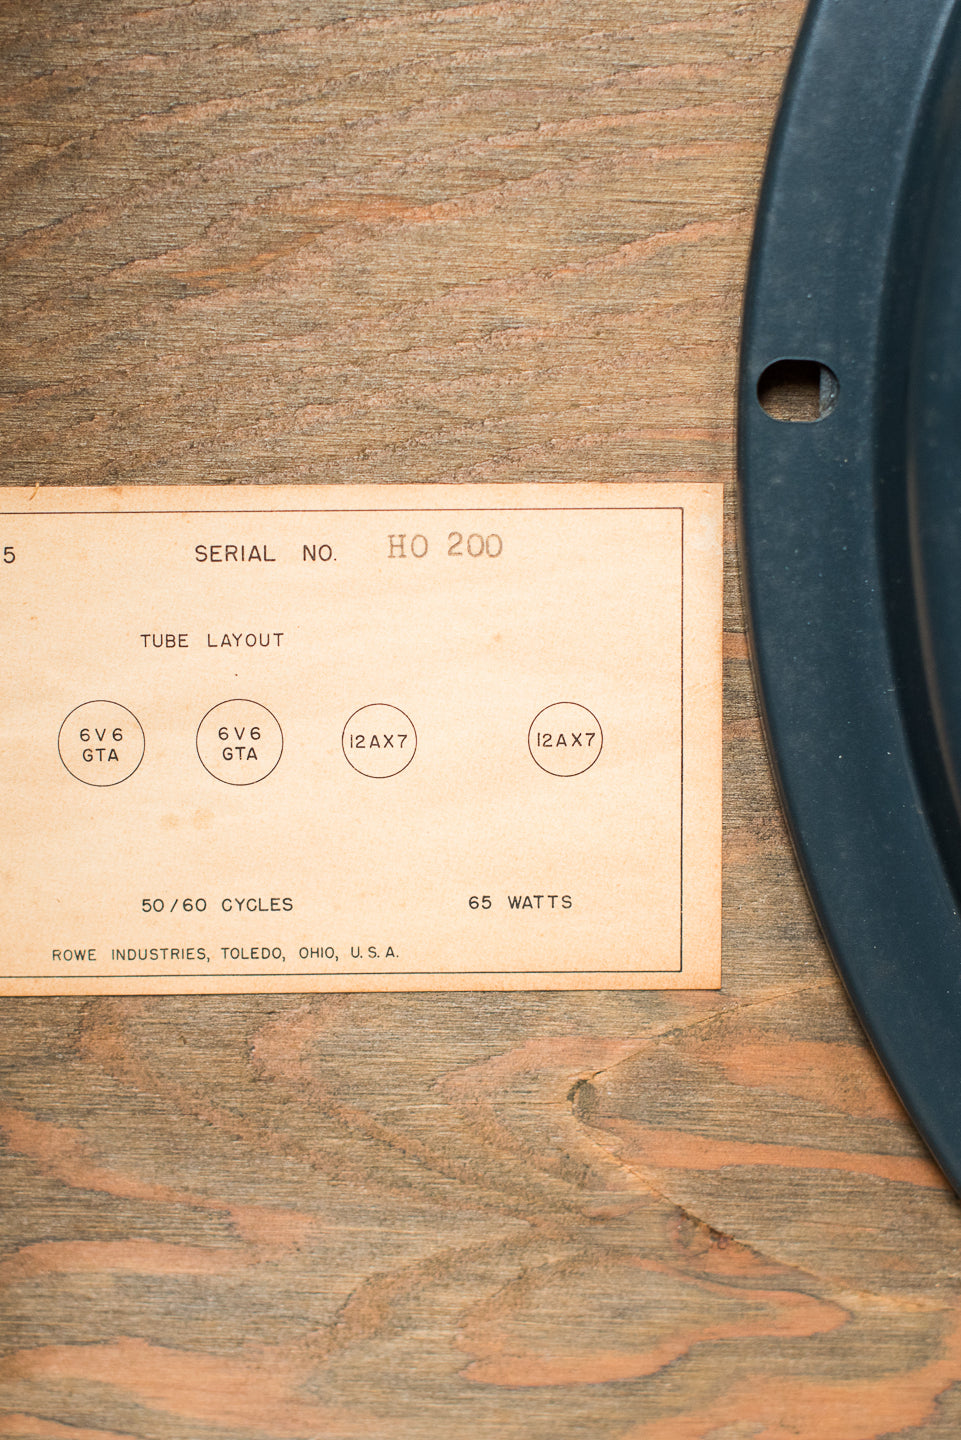 5 SERIAL NO. HO 200
TUBE LAYOUT
6V6 GTA
6V6 GTA
12AX7
12AX7
50/60 CYCLES 65 WATTS
ROWE INDUSTRIES, TOLEDO, OHIO, U.S.A.